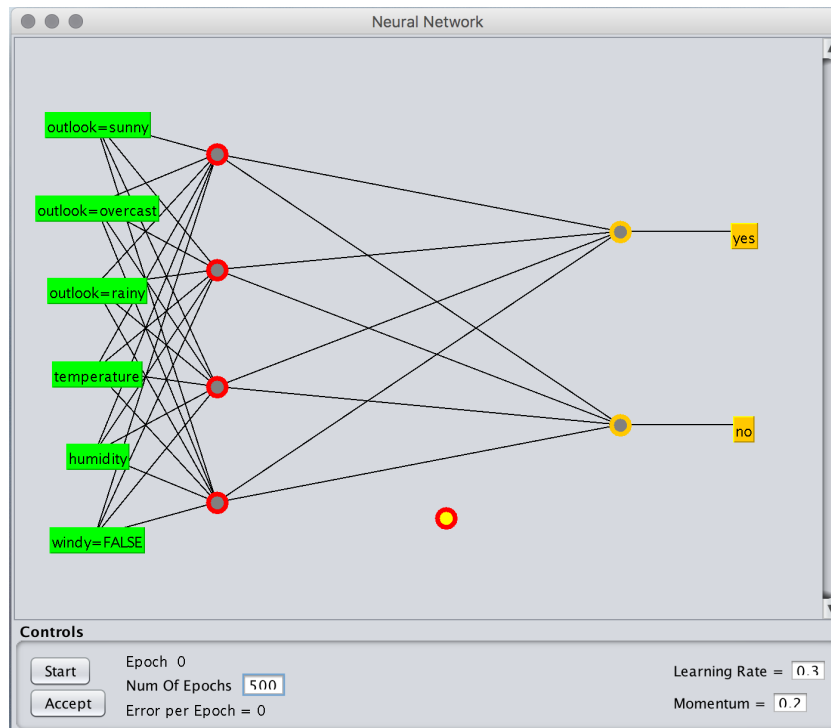 Neural Network
outlook=sunny
outlook=overcast
outlook=rainy
temperature
humidity
windy=FALSE
yes
no
Controls
Start
Accept
Epoch 0
Num Of Epochs 500
Error per Epoch = 0
Learning Rate = 0.3
Momentum = 0.2